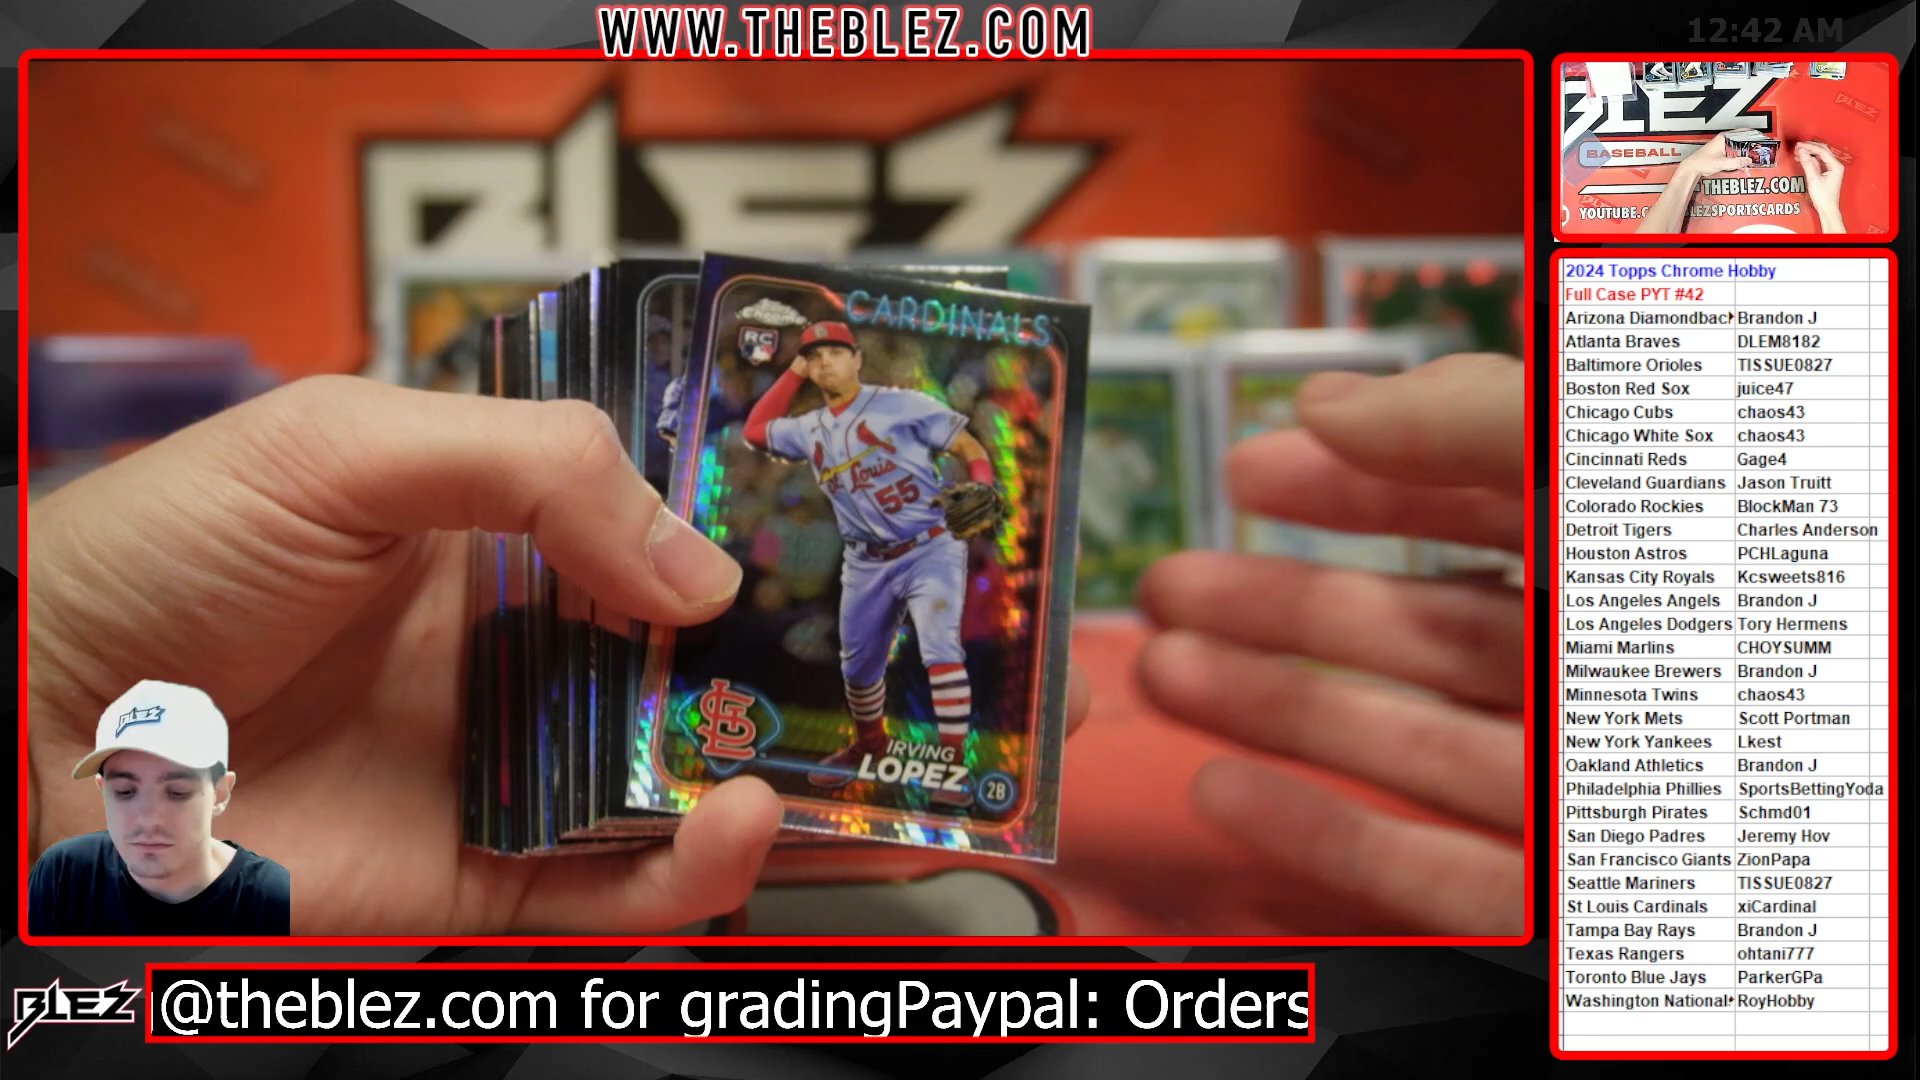 WWW.THEBLEZ.COM
12:42 AM
BLEZ
BLEZ
BASEBALL
THEBLEZ.COM
CARDINALS
Topps Chrome
RC
St. Louis
55
IRVING
LOPEZ
2B
BLEZ
BLEZ
@theblez.com for gradingPaypal: Orders
2024 Topps Chrome Hobby
Full Case PYT #42
Arizona Diamondbac Brandon J
Atlanta Braves DLEM8182
Baltimore Orioles TISSUE0827
Boston Red Sox juice47
Chicago Cubs chaos43
Chicago White Sox chaos43
Cincinnati Reds Gage4
Cleveland Guardians Jason Truitt
Colorado Rockies BlockMan 73
Detroit Tigers Charles Anderson
Houston Astros PCHLaguna
Kansas City Royals Kcsweets816
Los Angeles Angels Brandon J
Los Angeles Dodgers Tory Hermens
Miami Marlins CHOYSUMM
Milwaukee Brewers Brandon J
Minnesota Twins chaos43
New York Mets Scott Portman
New York Yankees Lkest
Oakland Athletics Brandon J
Philadelphia Phillies SportsBettingYoda
Pittsburgh Pirates Schmd01
San Diego Padres Jeremy Hov
San Francisco Giants ZionPapa
Seattle Mariners TISSUE0827
St Louis Cardinals xiCardinal
Tampa Bay Rays Brandon J
Texas Rangers ohtani777
Toronto Blue Jays ParkerGPa
Washington National RoyHobby